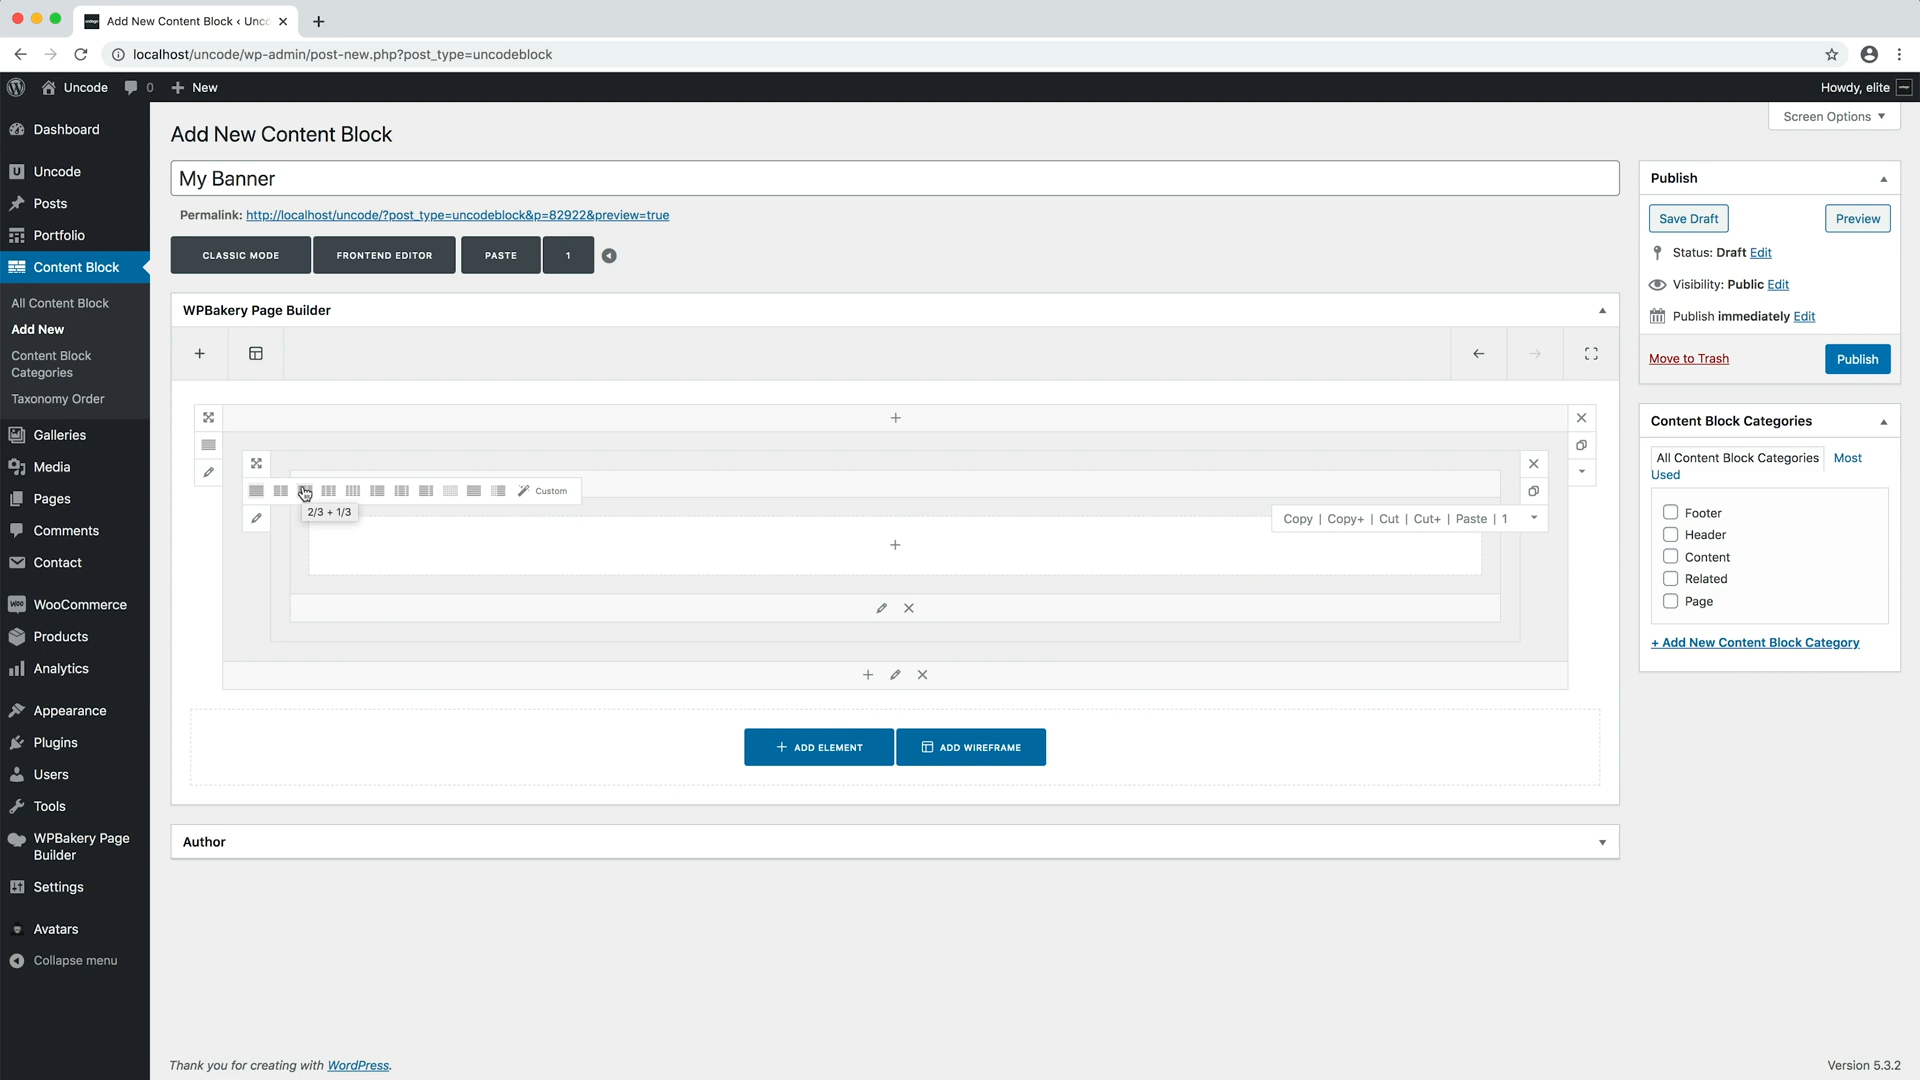 Add New Content Block ‹ Unc
localhost/uncode/wp-admin/post-new.php?post_type=uncodeblock
Uncode
0
New
Howdy, elite
Screen Options
Dashboard
Uncode
Posts
Portfolio
Content Block
All Content Block
Add New
Content Block
Categories
Taxonomy Order
Galleries
Media
Pages
Comments
Contact
WooCommerce
Products
Analytics
Appearance
Plugins
Users
Tools
WPBakery Page
Builder
Settings
Avatars
Collapse menu
Add New Content Block
My Banner
Permalink: http://localhost/uncode/?post_type=uncodeblock&p=82922&preview=true
CLASSIC MODE
FRONTEND EDITOR
PASTE
1
WPBakery Page Builder
Custom
2/3 + 1/3
Copy | Copy+ | Cut | Cut+ | Paste | 1
ADD ELEMENT
ADD WIREFRAME
Author
Publish
Save Draft
Preview
Status: Draft Edit
Visibility: Public Edit
Publish immediately Edit
Move to Trash
Publish
Content Block Categories
All Content Block Categories
Most
Used
Footer
Header
Content
Related
Page
+ Add New Content Block Category
Thank you for creating with WordPress.
Version 5.3.2